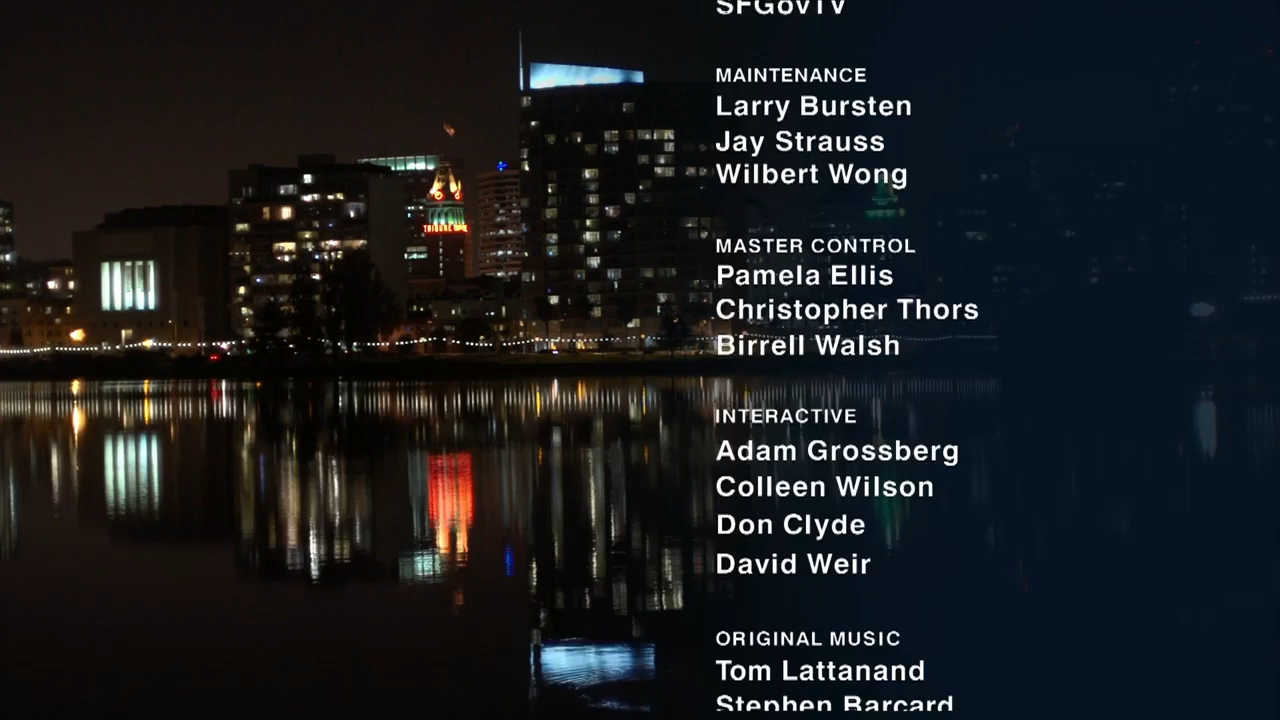 SFGovTV
MAINTENANCE
Larry Bursten
Jay Strauss
Wilbert Wong
MASTER CONTROL
Pamela Ellis
Christopher Thors
Birrell Walsh
INTERACTIVE
Adam Grossberg
Colleen Wilson
Don Clyde
David Weir
ORIGINAL MUSIC
Tom Lattanand
Stephen Barcard
TRIBUNE